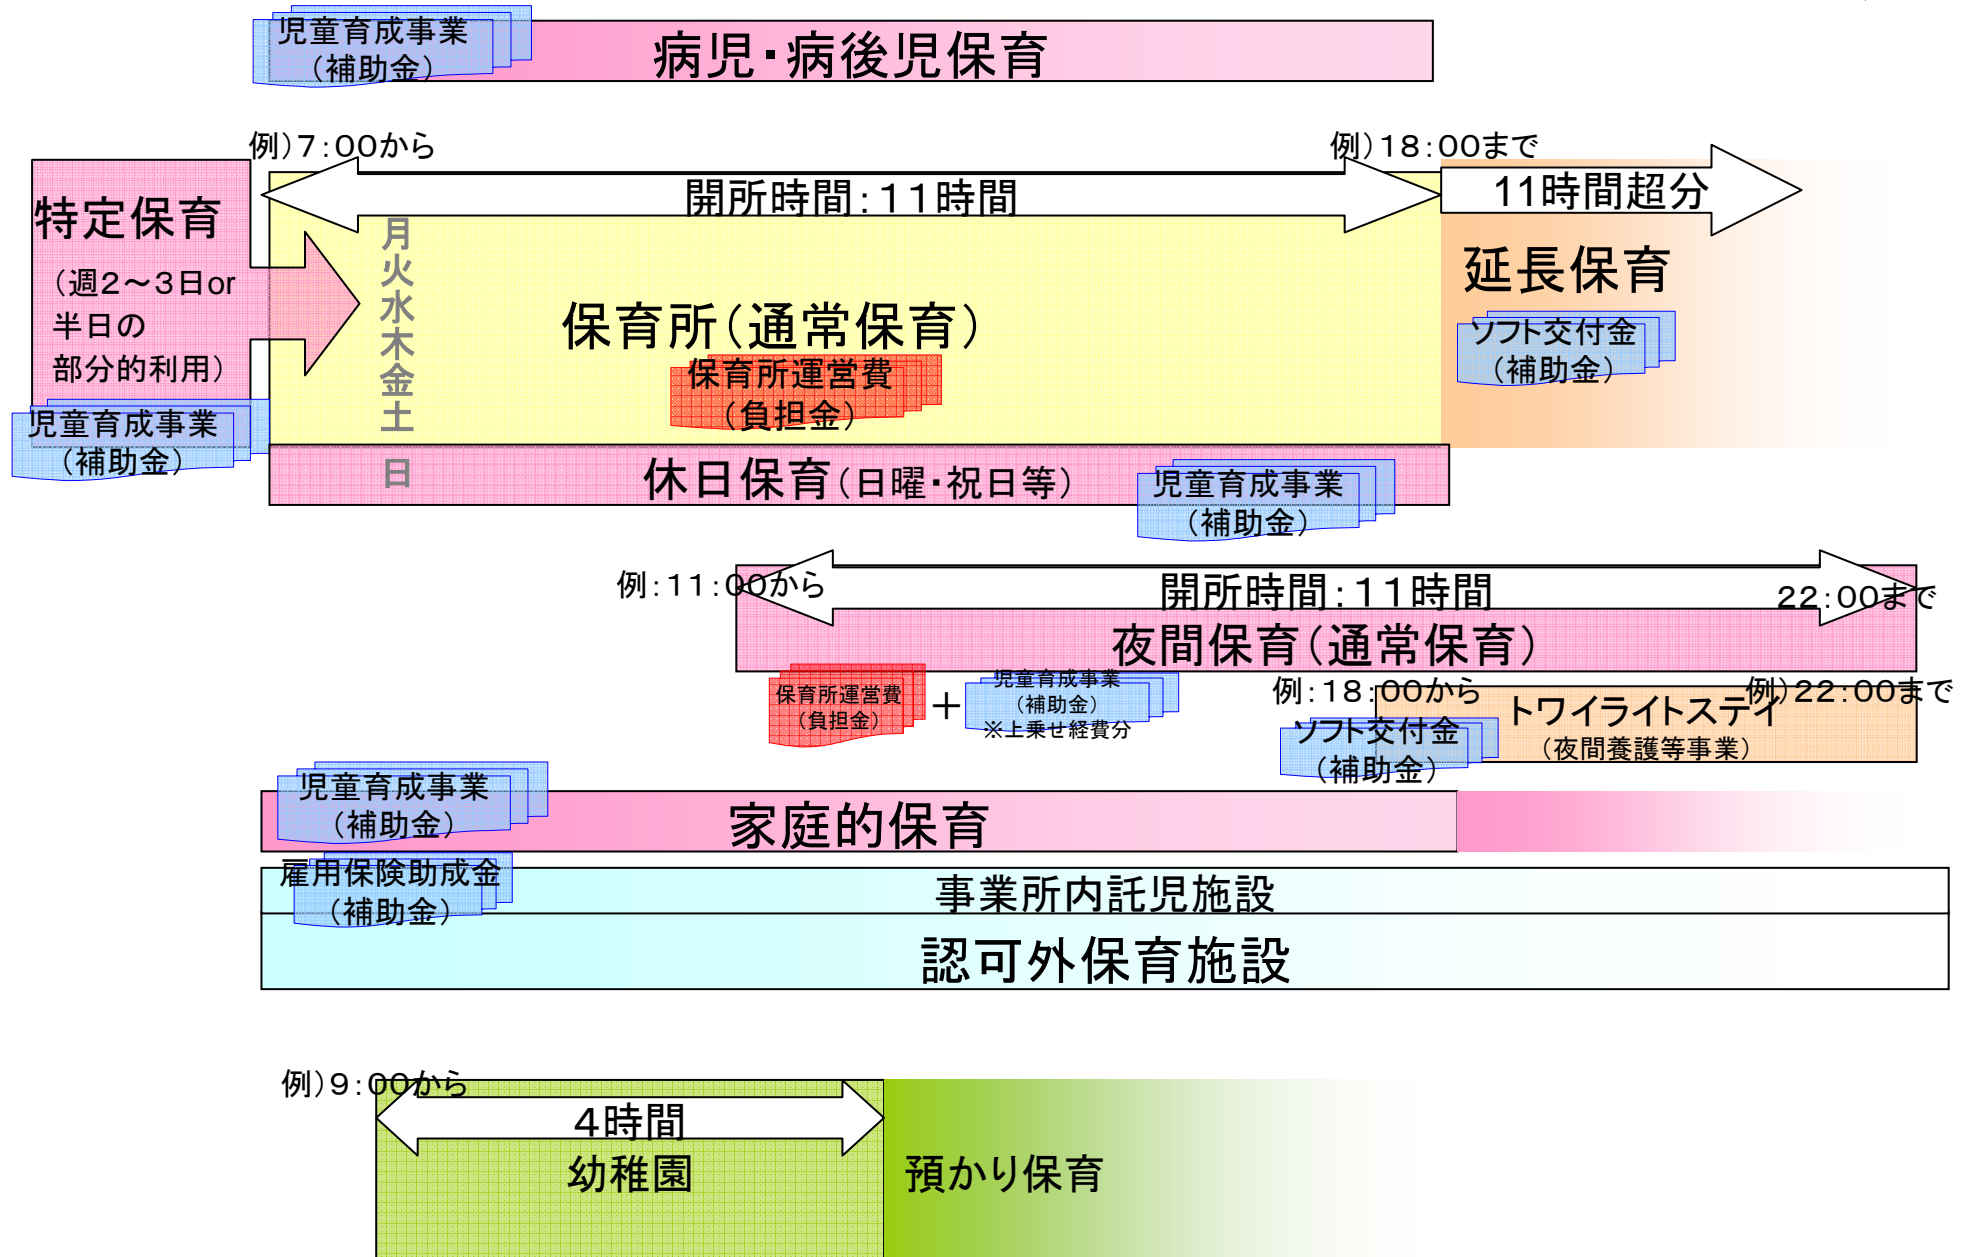 児童育成事業
（補助金）
病児・病後児保育
例）７：００から
例）１８：００まで
開所時間：１１時間
１１時間超分
特定保育
（週２～３日or
半日の
部分的利用）
児童育成事業
（補助金）
月
火
水
木
金
土
日
保育所（通常保育）
保育所運営費
（負担金）
延長保育
ソフト交付金
（補助金）
休日保育（日曜・祝日等）
児童育成事業
（補助金）
例：１１：００から
開所時間：１１時間
２２：００まで
夜間保育（通常保育）
保育所運営費
（負担金）
＋
児童育成事業
（補助金）
※上乗せ経費分
例：１８：００から
例）２２：００まで
トワイライトステイ
（夜間養護等事業）
ソフト交付金
（補助金）
児童育成事業
（補助金）
家庭的保育
雇用保険助成金
（補助金）
事業所内託児施設
認可外保育施設
例）９：００から
４時間
幼稚園
預かり保育